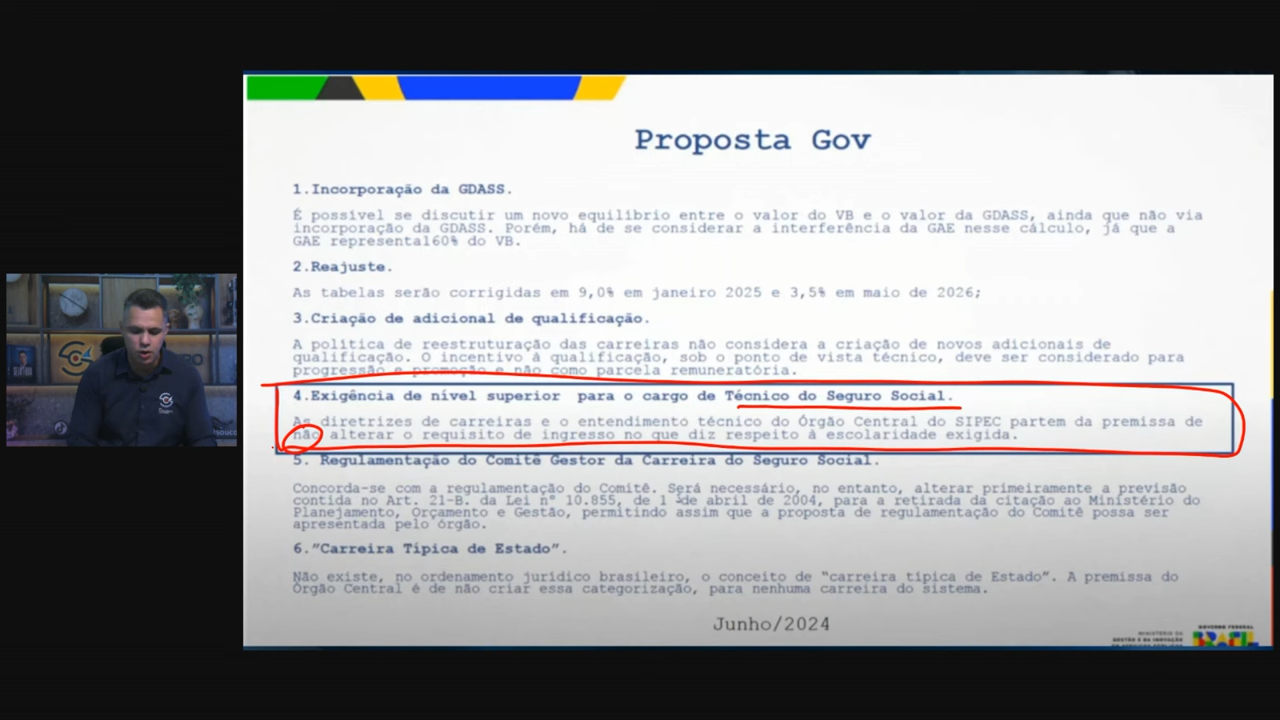 Proposta Gov
1.Incorporação da GDASS.
É possível se discutir um novo equilíbrio entre o valor do VB e o valor da GDASS, ainda que não via
incorporação da GDASS. Porém, há de se considerar a interferência da GAE nesse cálculo, já que a
GAE representa160% do VB.
2.Reajuste.
As tabelas serão corrigidas em 9,0% em janeiro 2025 e 3,5% em maio de 2026;
3.Criação de adicional de qualificação.
A política de reestruturação das carreiras não considera a criação de novos adicionais de
qualificação. O incentivo à qualificação, sob o ponto de vista técnico, deve ser considerado para
progressão e promoção e não como parcela remuneratória.
4.Exigência de nível superior para o cargo de Técnico do Seguro Social.
As diretrizes de carreiras e o entendimento técnico do Órgão Central do SIPEC partem da premissa de
não alterar o requisito de ingresso no que diz respeito à escolaridade exigida.
5. Regulamentação do Comitê Gestor da Carreira do Seguro Social.
Concorda-se com a regulamentação do Comitê. Será necessário, no entanto, alterar primeiramente a previsão
contida no Art. 21-B. da Lei nº 10.855, de 1 de abril de 2004, para a retirada da citação ao Ministério do
Planejamento, Orçamento e Gestão, permitindo assim que a proposta de regulamentação do Comitê possa ser
apresentada pelo órgão.
6."Carreira Típica de Estado".
Não existe, no ordenamento jurídico brasileiro, o conceito de "carreira típica de Estado". A premissa do
Órgão Central é de não criar essa categorização, para nenhuma carreira do sistema.
Junho/2024
MINISTÉRIO DA
GESTÃO E DA INOVAÇÃO
GOVERNO FEDERAL
BRASIL